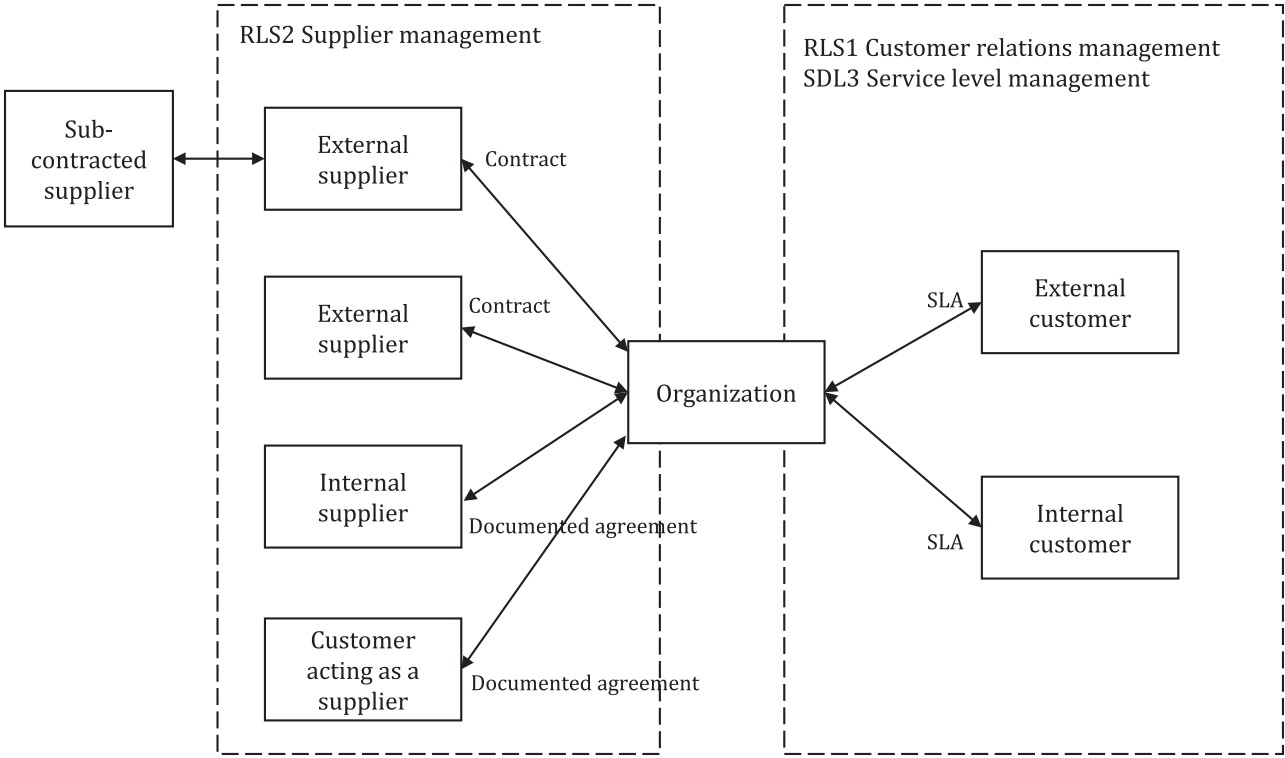 RLS2 Supplier management
RLS1 Customer relations management
SDL3 Service level management
Sub-
contracted
supplier
External
supplier
Contract
External
supplier
Contract
Internal
supplier
Documented agreement
Customer
acting as a
supplier
Documented agreement
Organization
SLA
External
customer
SLA
Internal
customer